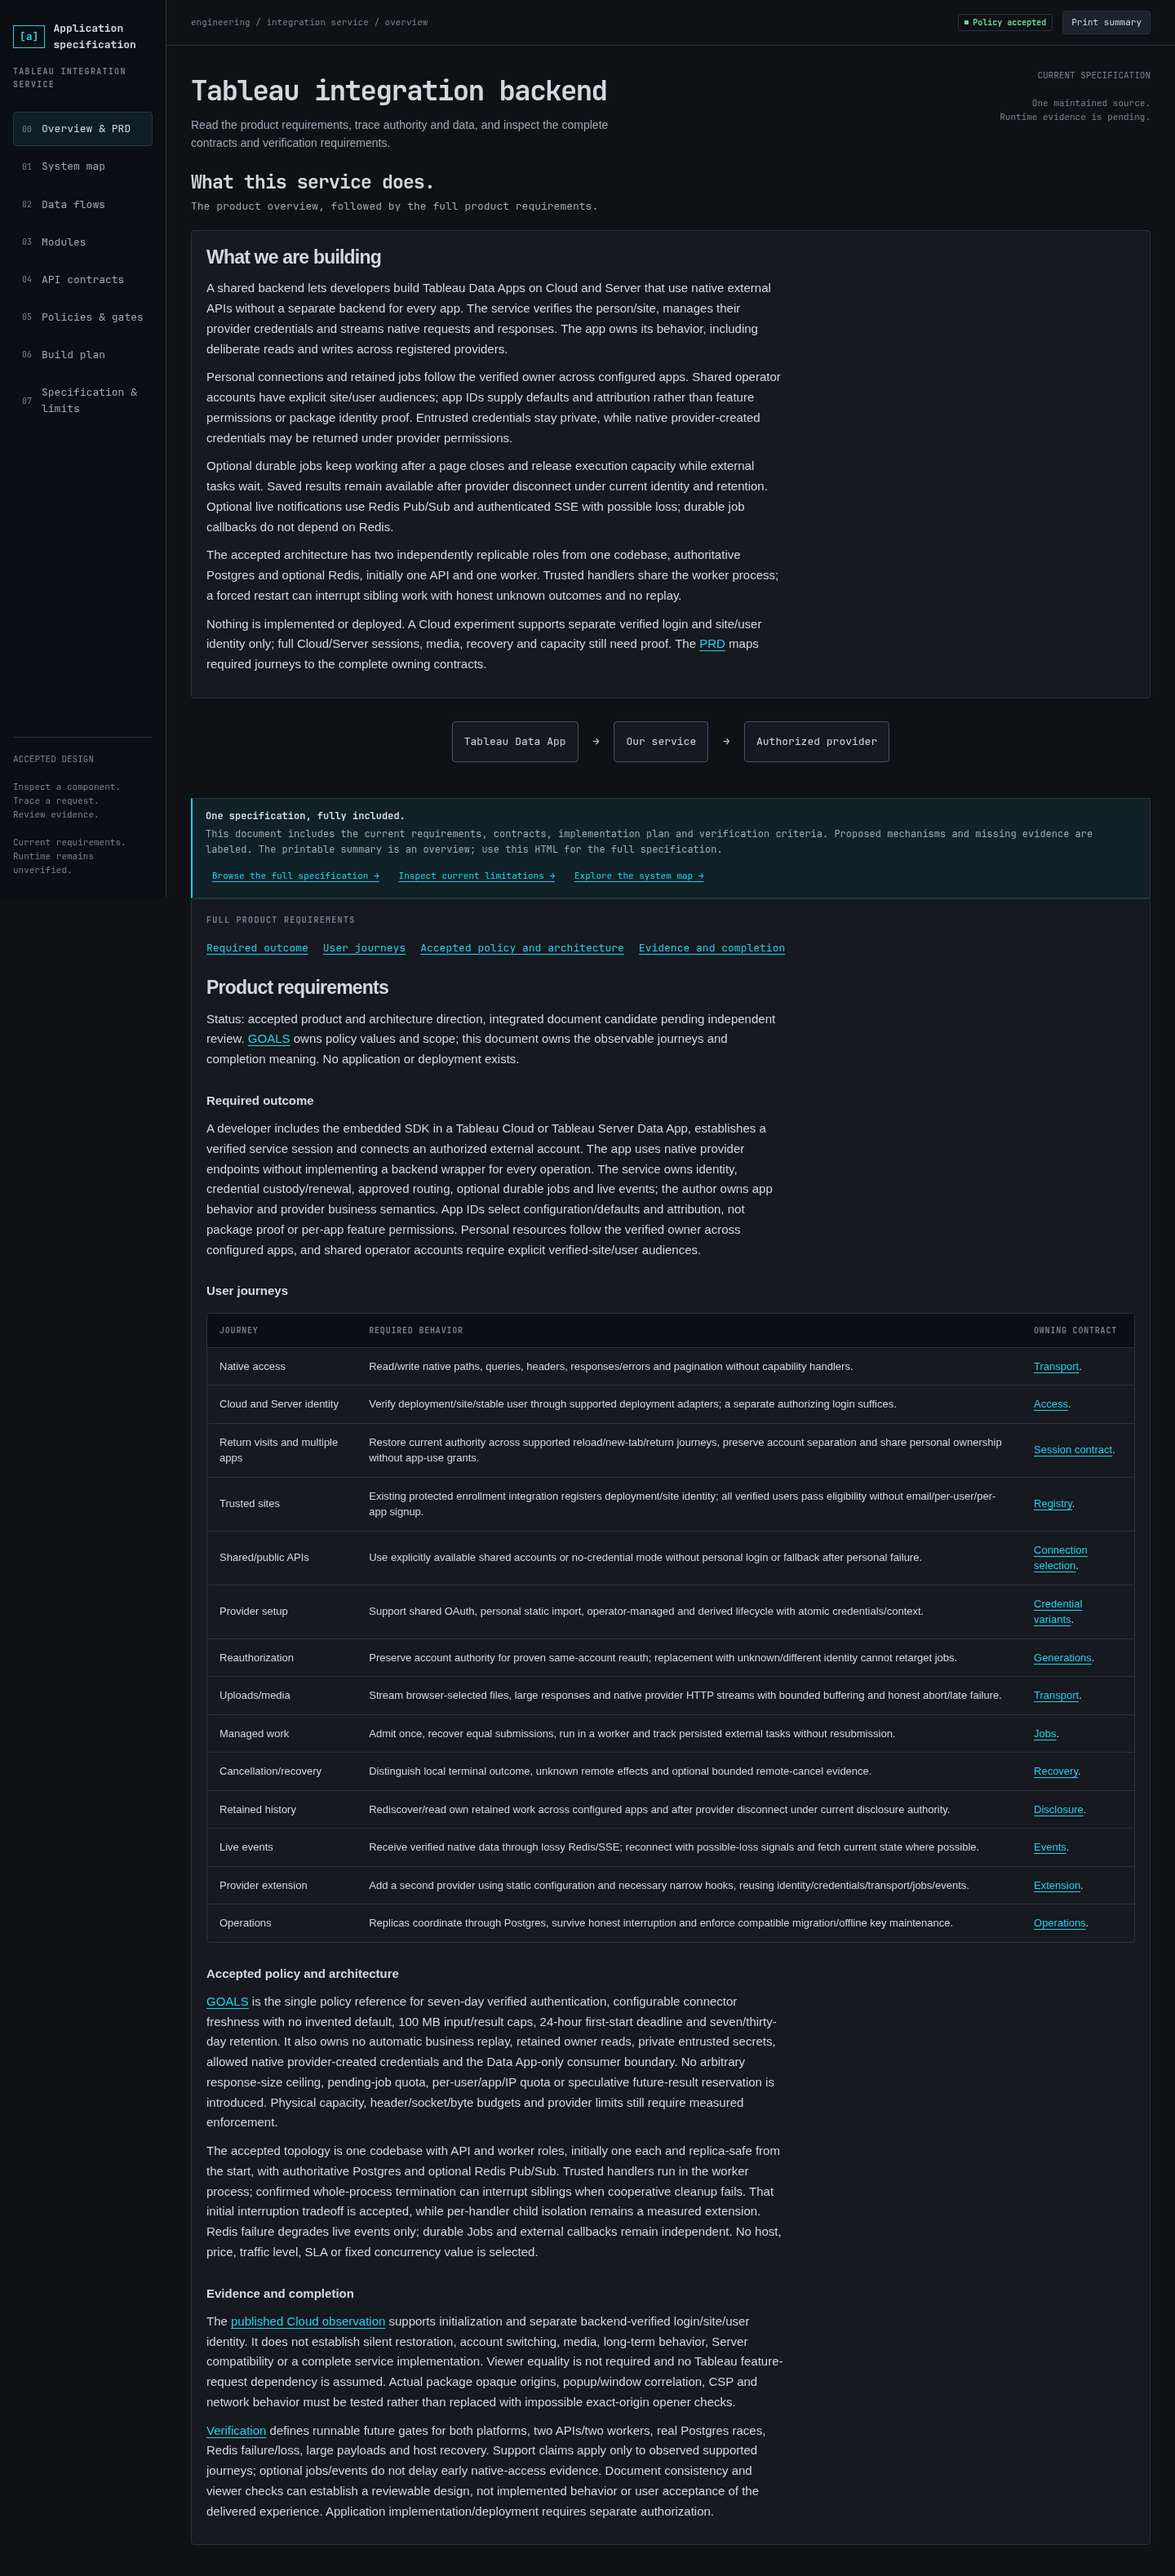 [a]
Application
specification
TABLEAU INTEGRATION
SERVICE
00 Overview & PRD
01 System map
02 Data flows
03 Modules
04 API contracts
05 Policies & gates
06 Build plan
07 Specification &
limits
ACCEPTED DESIGN
Inspect a component.
Trace a request.
Review evidence.
Current requirements.
Runtime remains
unverified.
engineering / integration service / overview
Policy accepted
Print summary
Tableau integration backend
Read the product requirements, trace authority and data, and inspect the complete
contracts and verification requirements.
CURRENT SPECIFICATION
One maintained source.
Runtime evidence is pending.
What this service does.
The product overview, followed by the full product requirements.
What we are building
A shared backend lets developers build Tableau Data Apps on Cloud and Server that use native external
APIs without a separate backend for every app. The service verifies the person/site, manages their
provider credentials and streams native requests and responses. The app owns its behavior, including
deliberate reads and writes across registered providers.
Personal connections and retained jobs follow the verified owner across configured apps. Shared operator
accounts have explicit site/user audiences; app IDs supply defaults and attribution rather than feature
permissions or package identity proof. Entrusted credentials stay private, while native provider-created
credentials may be returned under provider permissions.
Optional durable jobs keep working after a page closes and release execution capacity while external
tasks wait. Saved results remain available after provider disconnect under current identity and retention.
Optional live notifications use Redis Pub/Sub and authenticated SSE with possible loss; durable job
callbacks do not depend on Redis.
The accepted architecture has two independently replicable roles from one codebase, authoritative
Postgres and optional Redis, initially one API and one worker. Trusted handlers share the worker process;
a forced restart can interrupt sibling work with honest unknown outcomes and no replay.
Nothing is implemented or deployed. A Cloud experiment supports separate verified login and site/user
identity only; full Cloud/Server sessions, media, recovery and capacity still need proof. The PRD maps
required journeys to the complete owning contracts.
Tableau Data App → Our service → Authorized provider
One specification, fully included.
This document includes the current requirements, contracts, implementation plan and verification criteria. Proposed mechanisms and missing evidence are
labeled. The printable summary is an overview; use this HTML for the full specification.
Browse the full specification → Inspect current limitations → Explore the system map →
FULL PRODUCT REQUIREMENTS
Required outcome User journeys Accepted policy and architecture Evidence and completion
Product requirements
Status: accepted product and architecture direction, integrated document candidate pending independent
review. GOALS owns policy values and scope; this document owns the observable journeys and
completion meaning. No application or deployment exists.
Required outcome
A developer includes the embedded SDK in a Tableau Cloud or Tableau Server Data App, establishes a
verified service session and connects an authorized external account. The app uses native provider
endpoints without implementing a backend wrapper for every operation. The service owns identity,
credential custody/renewal, approved routing, optional durable jobs and live events; the author owns app
behavior and provider business semantics. App IDs select configuration/defaults and attribution, not
package proof or per-app feature permissions. Personal resources follow the verified owner across
configured apps, and shared operator accounts require explicit verified-site/user audiences.
User journeys
JOURNEY REQUIRED BEHAVIOR OWNING CONTRACT
Native access Read/write native paths, queries, headers, responses/errors and pagination without capability handlers. Transport.
Cloud and Server identity Verify deployment/site/stable user through supported deployment adapters; a separate authorizing login suffices. Access.
Return visits and multiple
apps
Restore current authority across supported reload/new-tab/return journeys, preserve account separation and share personal ownership
without app-use grants.
Session contract.
Trusted sites
Existing protected enrollment integration registers deployment/site identity; all verified users pass eligibility without email/per-user/per-
app signup.
Registry.
Shared/public APIs Use explicitly available shared accounts or no-credential mode without personal login or fallback after personal failure.
Connection
selection.
Provider setup Support shared OAuth, personal static import, operator-managed and derived lifecycle with atomic credentials/context.
Credential
variants.
Reauthorization Preserve account authority for proven same-account reauth; replacement with unknown/different identity cannot retarget jobs. Generations.
Uploads/media Stream browser-selected files, large responses and native provider HTTP streams with bounded buffering and honest abort/late failure. Transport.
Managed work Admit once, recover equal submissions, run in a worker and track persisted external tasks without resubmission. Jobs.
Cancellation/recovery Distinguish local terminal outcome, unknown remote effects and optional bounded remote-cancel evidence. Recovery.
Retained history Rediscover/read own retained work across configured apps and after provider disconnect under current disclosure authority. Disclosure.
Live events Receive verified native data through lossy Redis/SSE; reconnect with possible-loss signals and fetch current state where possible. Events.
Provider extension Add a second provider using static configuration and necessary narrow hooks, reusing identity/credentials/transport/jobs/events. Extension.
Operations Replicas coordinate through Postgres, survive honest interruption and enforce compatible migration/offline key maintenance. Operations.
Accepted policy and architecture
GOALS is the single policy reference for seven-day verified authentication, configurable connector
freshness with no invented default, 100 MB input/result caps, 24-hour first-start deadline and seven/thirty-
day retention. It also owns no automatic business replay, retained owner reads, private entrusted secrets,
allowed native provider-created credentials and the Data App-only consumer boundary. No arbitrary
response-size ceiling, pending-job quota, per-user/app/IP quota or speculative future-result reservation is
introduced. Physical capacity, header/socket/byte budgets and provider limits still require measured
enforcement.
The accepted topology is one codebase with API and worker roles, initially one each and replica-safe from
the start, with authoritative Postgres and optional Redis Pub/Sub. Trusted handlers run in the worker
process; confirmed whole-process termination can interrupt siblings when cooperative cleanup fails. That
initial interruption tradeoff is accepted, while per-handler child isolation remains a measured extension.
Redis failure degrades live events only; durable Jobs and external callbacks remain independent. No host,
price, traffic level, SLA or fixed concurrency value is selected.
Evidence and completion
The published Cloud observation supports initialization and separate backend-verified login/site/user
identity. It does not establish silent restoration, account switching, media, long-term behavior, Server
compatibility or a complete service implementation. Viewer equality is not required and no Tableau feature-
request dependency is assumed. Actual package opaque origins, popup/window correlation, CSP and
network behavior must be tested rather than replaced with impossible exact-origin opener checks.
Verification defines runnable future gates for both platforms, two APIs/two workers, real Postgres races,
Redis failure/loss, large payloads and host recovery. Support claims apply only to observed supported
journeys; optional jobs/events do not delay early native-access evidence. Document consistency and
viewer checks can establish a reviewable design, not implemented behavior or user acceptance of the
delivered experience. Application implementation/deployment requires separate authorization.